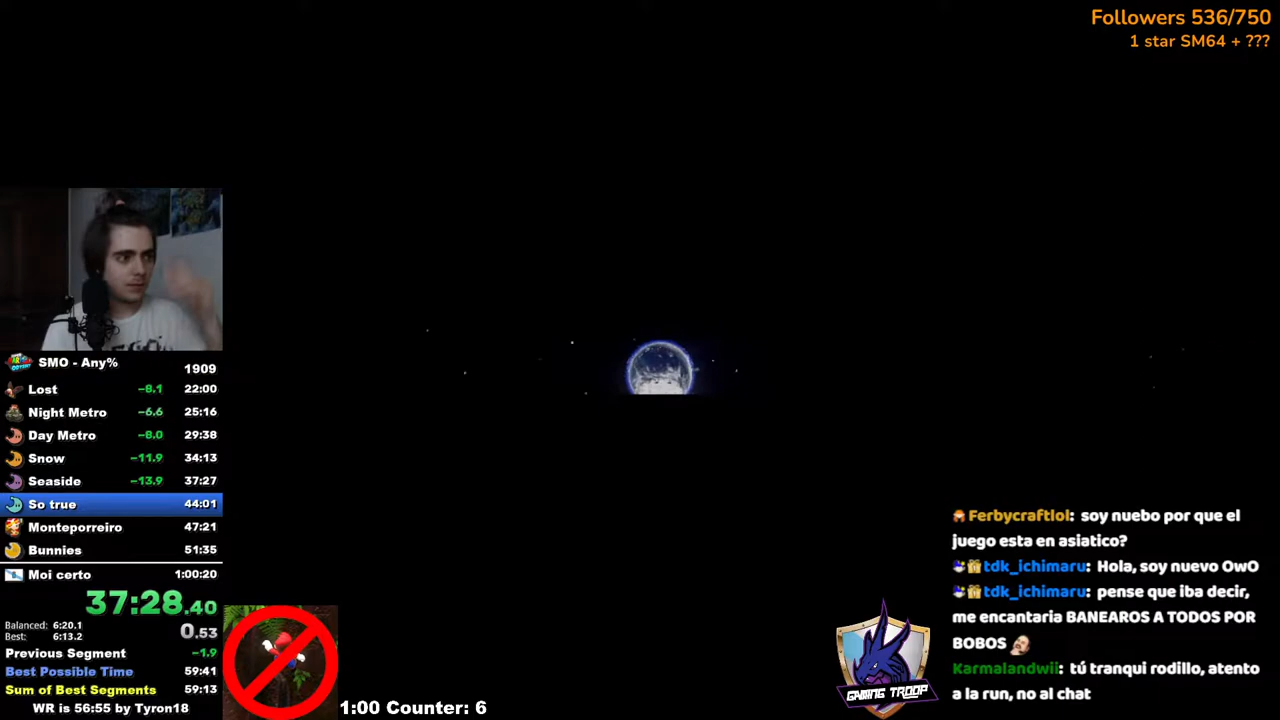 Followers 536/750
1 star SM64 + ???
SMO - Any%
1909
Lost -8.1 22:00
Night Metro -6.6 25:16
Day Metro -8.0 29:38
Snow -11.9 34:13
Seaside -13.9 37:27
So true 44:01
Monteporreiro 47:21
Bunnies 51:35
Moi certo 1:00:20
37:28.40
Balanced: 6:20.1
Best: 6:13.2
0.53
Previous Segment -1.9
Best Possible Time 59:41
Sum of Best Segments 59:13
WR is 56:55 by Tyron18
1:00 Counter: 6
GAMING TROOP
Ferbycraftlol: soy nuebo por que el
juego esta en asiatico?
tdk_ichimaru: Hola, soy nuevo OwO
tdk_ichimaru: pense que iba decir,
me encantaria BANEAROS A TODOS POR
BOBOS
Karmalandwii: tú tranqui rodillo, atento
a la run, no al chat